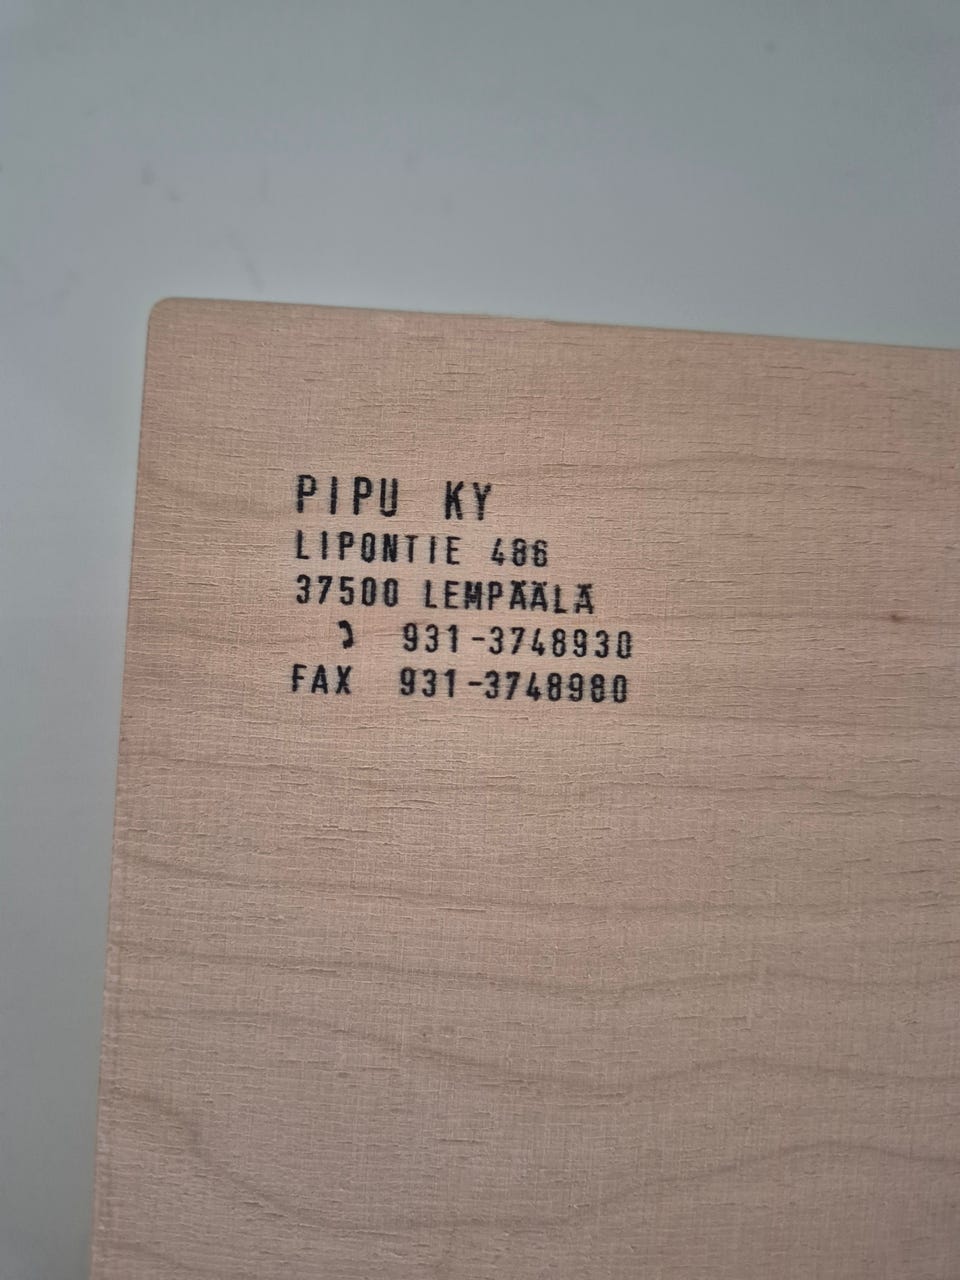 PIPU KY
LIPONTIE 486
37500 LEMPÄÄLÄ
931-3748930
FAX 931-3748980